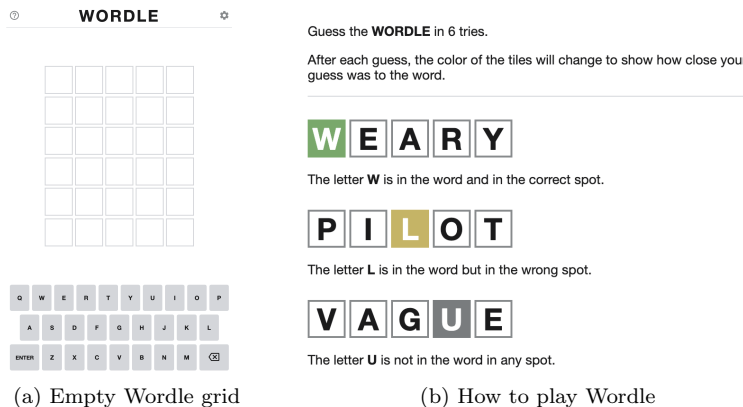 WORDLE
Q W E R T Y U I O P
A S D F G H J K L
ENTER Z X C V B N M
(a) Empty Wordle grid
Guess the WORDLE in 6 tries.
After each guess, the color of the tiles will change to show how close your
guess was to the word.
WEARY
The letter W is in the word and in the correct spot.
PILOT
The letter L is in the word but in the wrong spot.
VAGUE
The letter U is not in the word in any spot.
(b) How to play Wordle